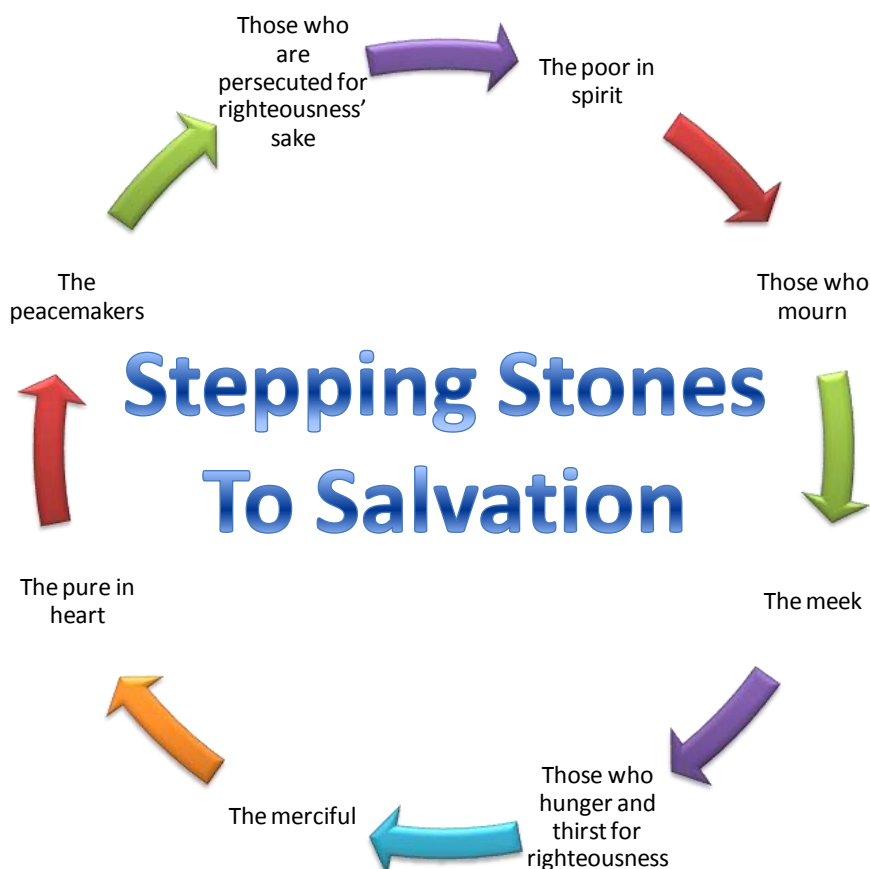 Those who
are
persecuted for
righteousness’
sake
The poor in
spirit
Those who
mourn
The meek
Those who
hunger and
thirst for
righteousness
The merciful
The pure in
heart
The
peacemakers
Stepping Stones
To Salvation